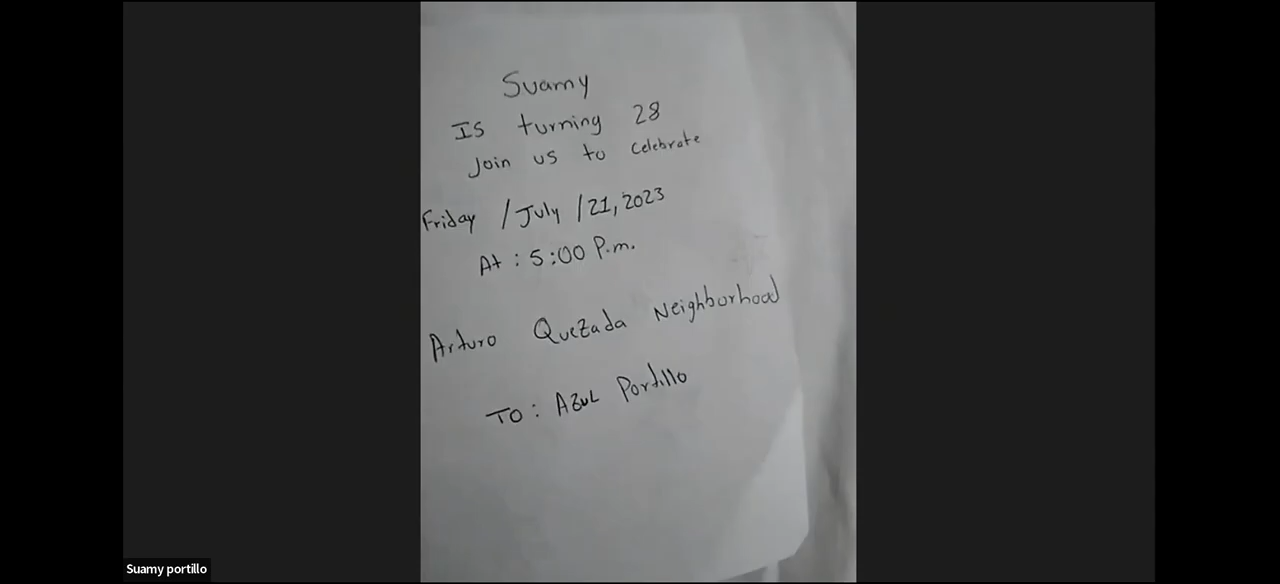 Suamy
Is turning 28
Join us to celebrate
Friday / July / 21, 2023
At : 5:00 P.m.
Arturo Quezada Neighborhood
To : Azul Portillo
Suamy portillo